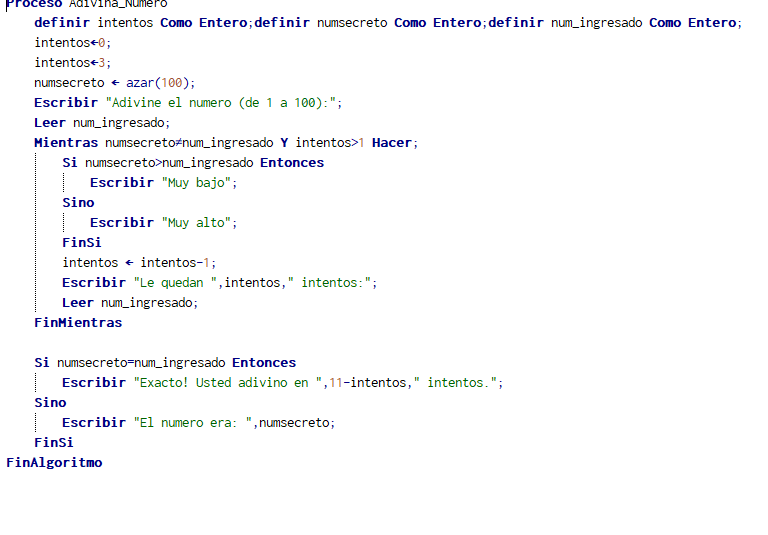 Proceso Adivina_Numero
definir intentos Como Entero;definir numsecreto Como Entero;definir num_ingresado Como Entero;
intentos←0;
intentos←3;
numsecreto ← azar(100);
Escribir "Adivine el numero (de 1 a 100):";
Leer num_ingresado;
Mientras numsecreto≠num_ingresado Y intentos>1 Hacer;
Si numsecreto>num_ingresado Entonces
Escribir "Muy bajo";
Sino
Escribir "Muy alto";
FinSi
intentos ← intentos-1;
Escribir "Le quedan ",intentos," intentos:";
Leer num_ingresado;
FinMientras
Si numsecreto=num_ingresado Entonces
Escribir "Exacto! Usted adivino en ",11-intentos," intentos.";
Sino
Escribir "El numero era: ",numsecreto;
FinSi
FinAlgoritmo